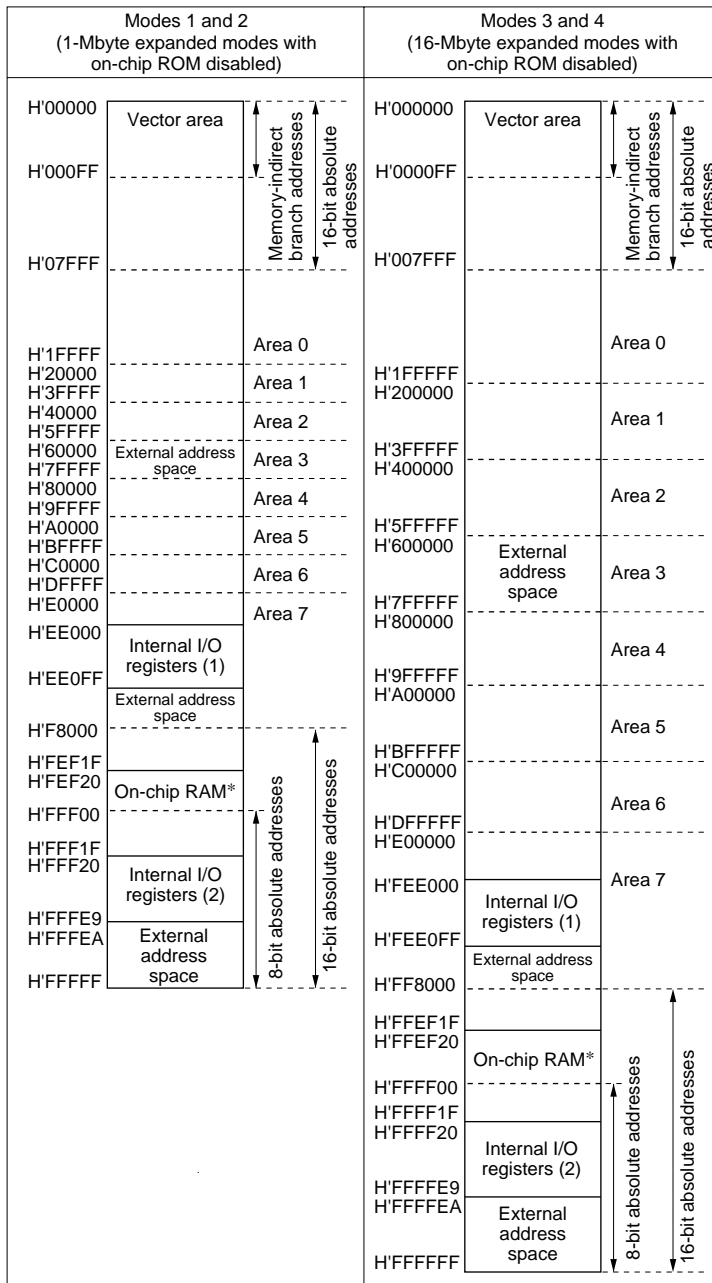 Modes 1 and 2
(1-Mbyte expanded modes with
on-chip ROM disabled)
H'00000
Vector area
H'000FF
Memory-indirect
branch addresses
16-bit absolute
addresses
H'07FFF
H'1FFFF
Area 0
H'20000
H'3FFFF
Area 1
H'40000
H'5FFFF
Area 2
H'60000
H'7FFFF
External address
space
Area 3
H'80000
H'9FFFF
Area 4
H'A0000
H'BFFFF
Area 5
H'C0000
H'DFFFF
Area 6
H'E0000
Area 7
H'EE000
Internal I/O
registers (1)
H'EE0FF
External address
space
H'F8000
H'FEF1F
H'FEF20
On-chip RAM*
H'FFF00
H'FFF1F
H'FFF20
Internal I/O
registers (2)
H'FFFE9
H'FFFEA
External
address
space
H'FFFFF
8-bit absolute addresses
16-bit absolute addresses
Modes 3 and 4
(16-Mbyte expanded modes with
on-chip ROM disabled)
H'000000
Vector area
H'0000FF
Memory-indirect
branch addresses
16-bit absolute
addresses
H'007FFF
Area 0
H'1FFFFF
H'200000
Area 1
H'3FFFFF
H'400000
Area 2
H'5FFFFF
H'600000
External
address
space
Area 3
H'7FFFFF
H'800000
Area 4
H'9FFFFF
H'A00000
Area 5
H'BFFFFF
H'C00000
Area 6
H'DFFFFF
H'E00000
Area 7
H'FEE000
Internal I/O
registers (1)
H'FEE0FF
External address
space
H'FF8000
H'FFEF1F
H'FFEF20
On-chip RAM*
H'FFFF00
H'FFFF1F
H'FFFF20
Internal I/O
registers (2)
H'FFFFE9
H'FFFFEA
External
address
space
H'FFFFFF
8-bit absolute addresses
16-bit absolute addresses